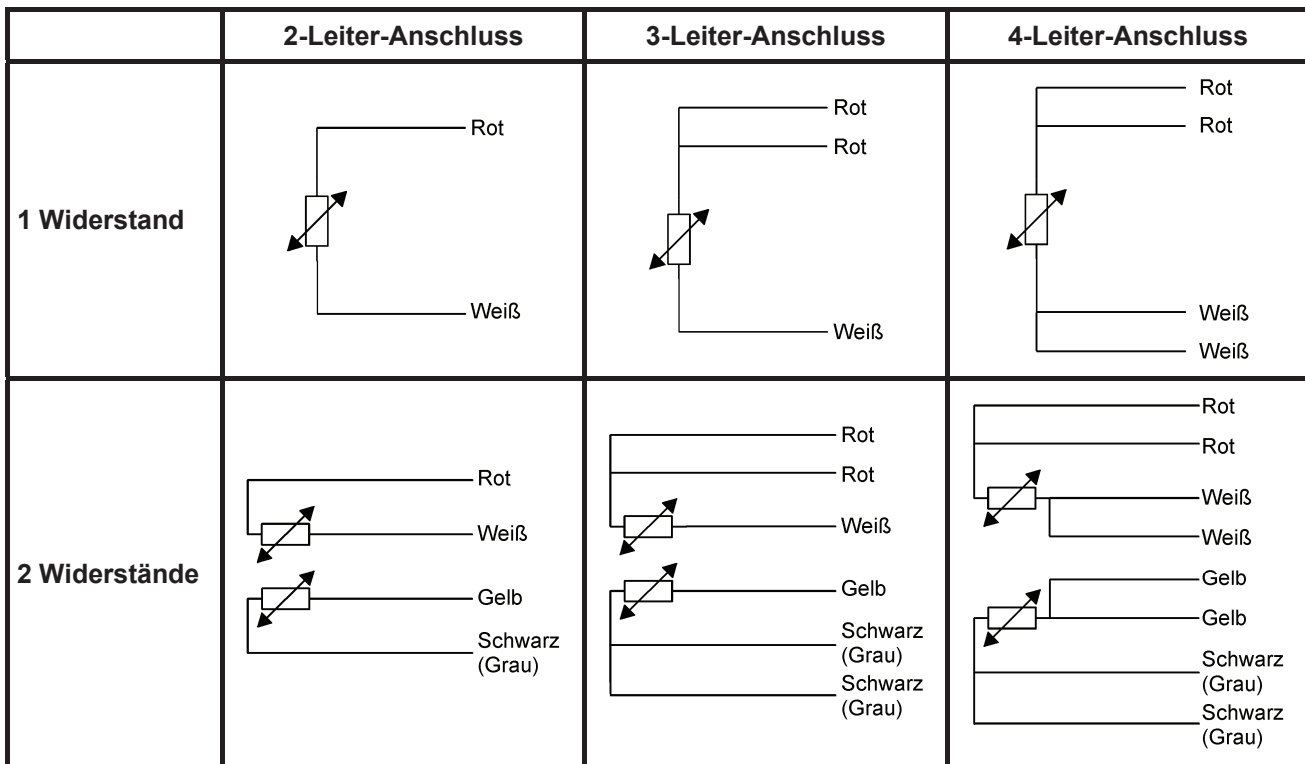 2-Leiter-Anschluss
3-Leiter-Anschluss
4-Leiter-Anschluss
1 Widerstand
Rot
Weiß
Rot
Rot
Weiß
Rot
Rot
Weiß
Weiß
2 Widerstände
Rot
Weiß
Gelb
Schwarz
(Grau)
Rot
Rot
Weiß
Gelb
Schwarz
(Grau)
Schwarz
(Grau)
Rot
Rot
Weiß
Weiß
Gelb
Gelb
Schwarz
(Grau)
Schwarz
(Grau)